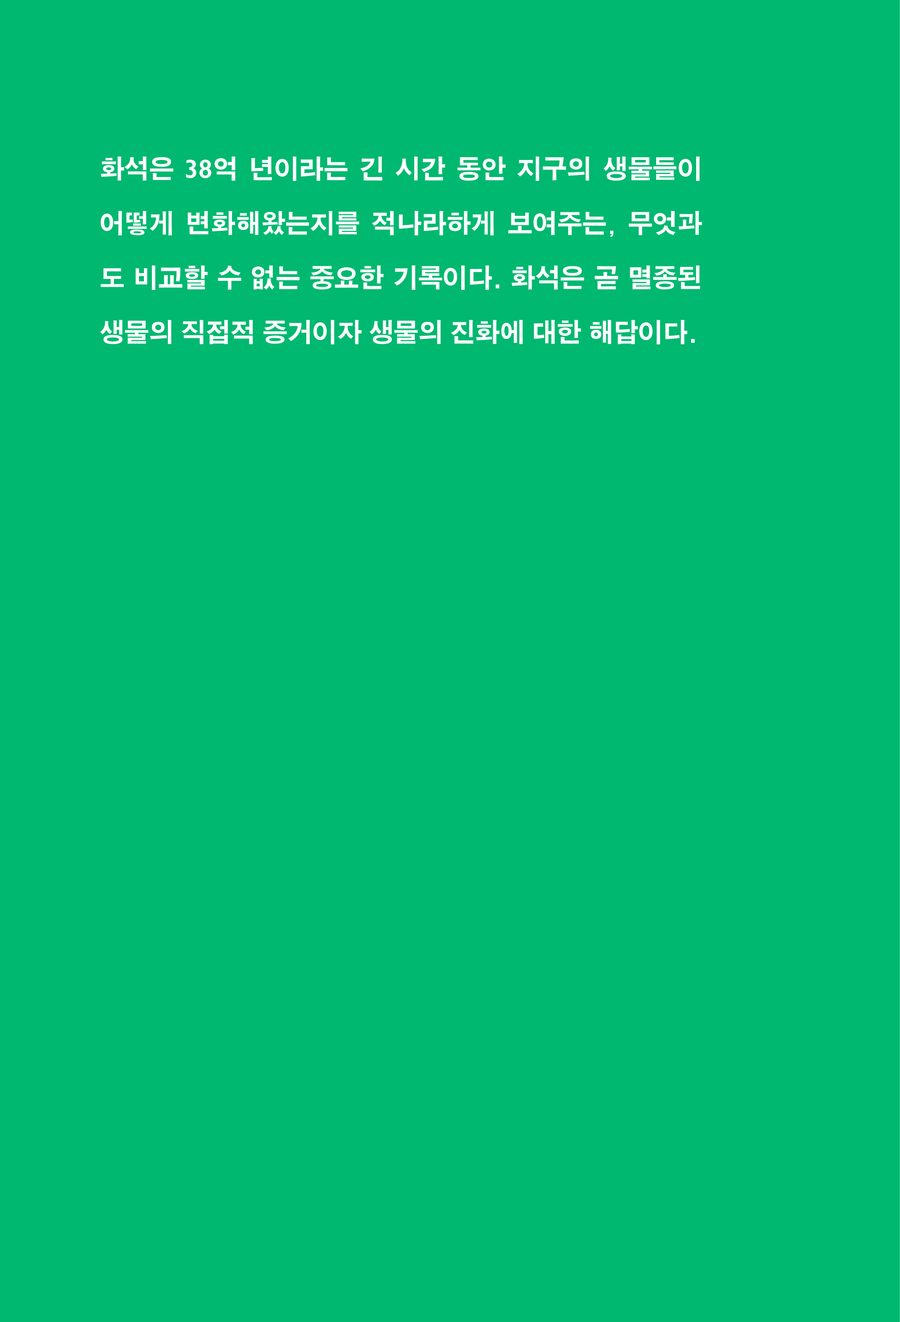 화석은 38억 년이라는 긴 시간 동안 지구의 생물들이
어떻게 변화해왔는지를 적나라하게 보여주는, 무엇과
도 비교할 수 없는 중요한 기록이다. 화석은 곧 멸종된
생물의 직접적 증거이자 생물의 진화에 대한 해답이다.